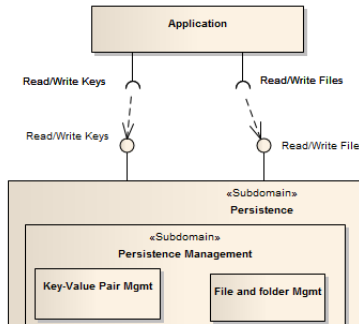 Application
Read/Write Keys
Read/Write Files
Read/Write Keys
Read/Write File
«Subdomain»
Persistence
«Subdomain»
Persistence Management
Key-Value Pair Mgmt
File and folder Mgmt